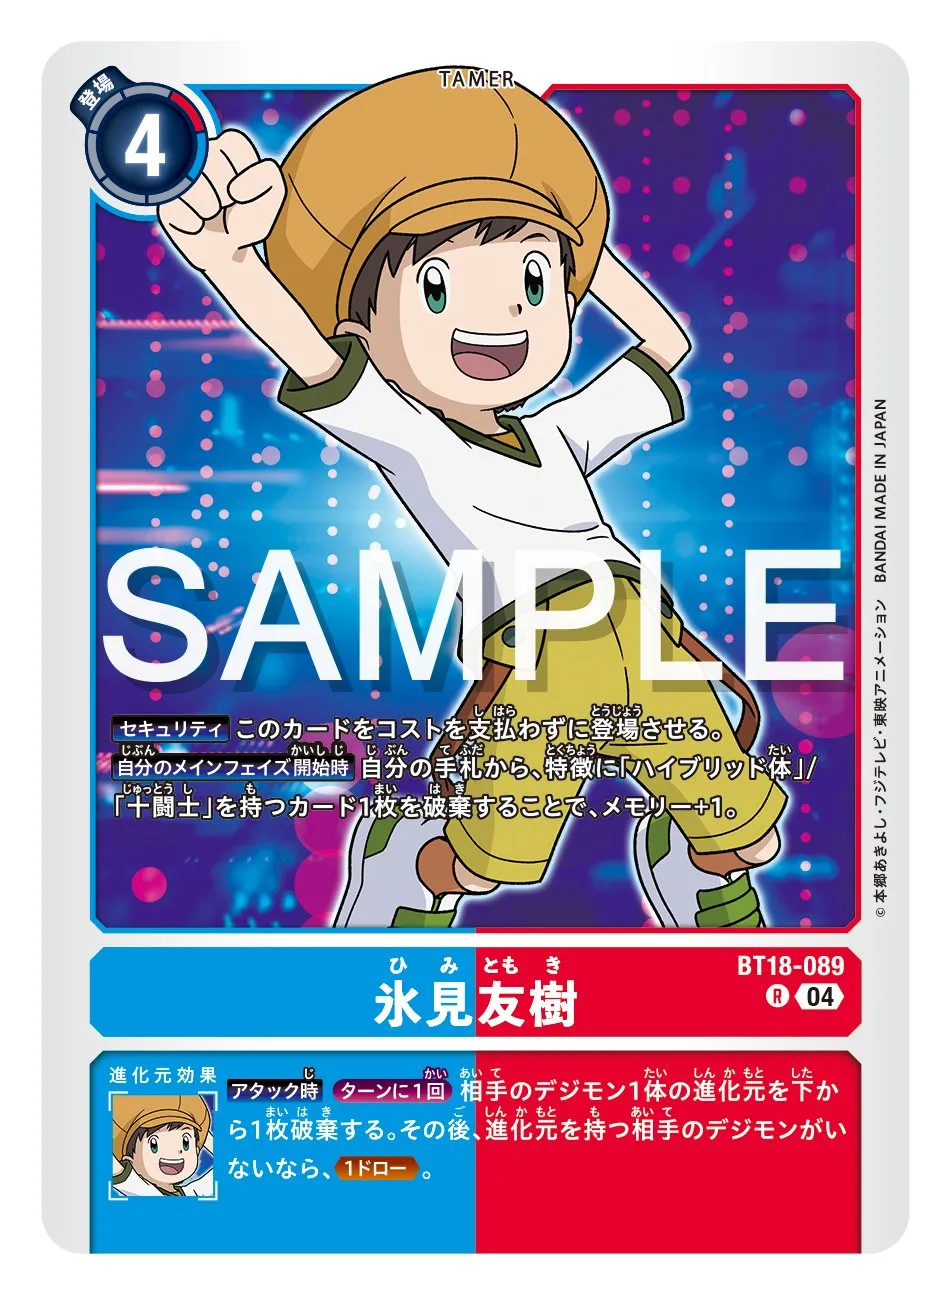 TAMER
登場
4
SAMPLE
セキュリティ このカードをコストを支払わずに登場させる。
自分のメインフェイズ開始時 自分の手札から、特徴に「ハイブリッド体」/
「十闘士」を持つカード1枚を破棄することで、メモリー+1。
©本郷あきよし・フジテレビ・東映アニメーション BANDAI MADE IN JAPAN
ひみともき
氷見友樹
BT18-089
R 04
進化元効果
アタック時 ターンに1回 相手のデジモン1体の進化元を下か
ら1枚破棄する。その後、進化元を持つ相手のデジモンがい
ないなら、1ドロー。